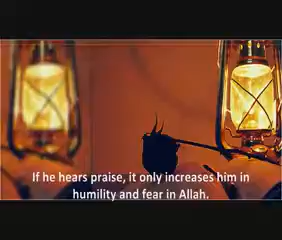 If he hears praise, it only increases him in
humility and fear in Allah.